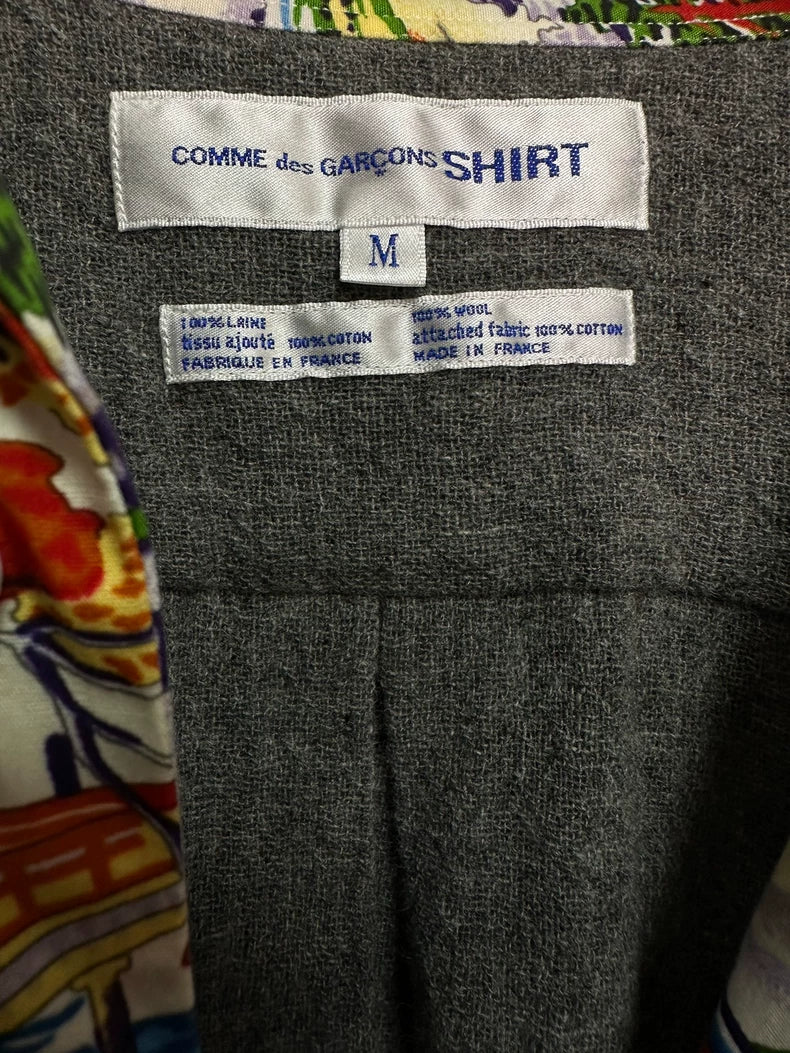 COMME des GARÇONS SHIRT
M
100% LAINE
tissu ajouté 100% COTON
FABRIQUE EN FRANCE
100% WOOL
attached fabric 100% COTTON
MADE IN FRANCE